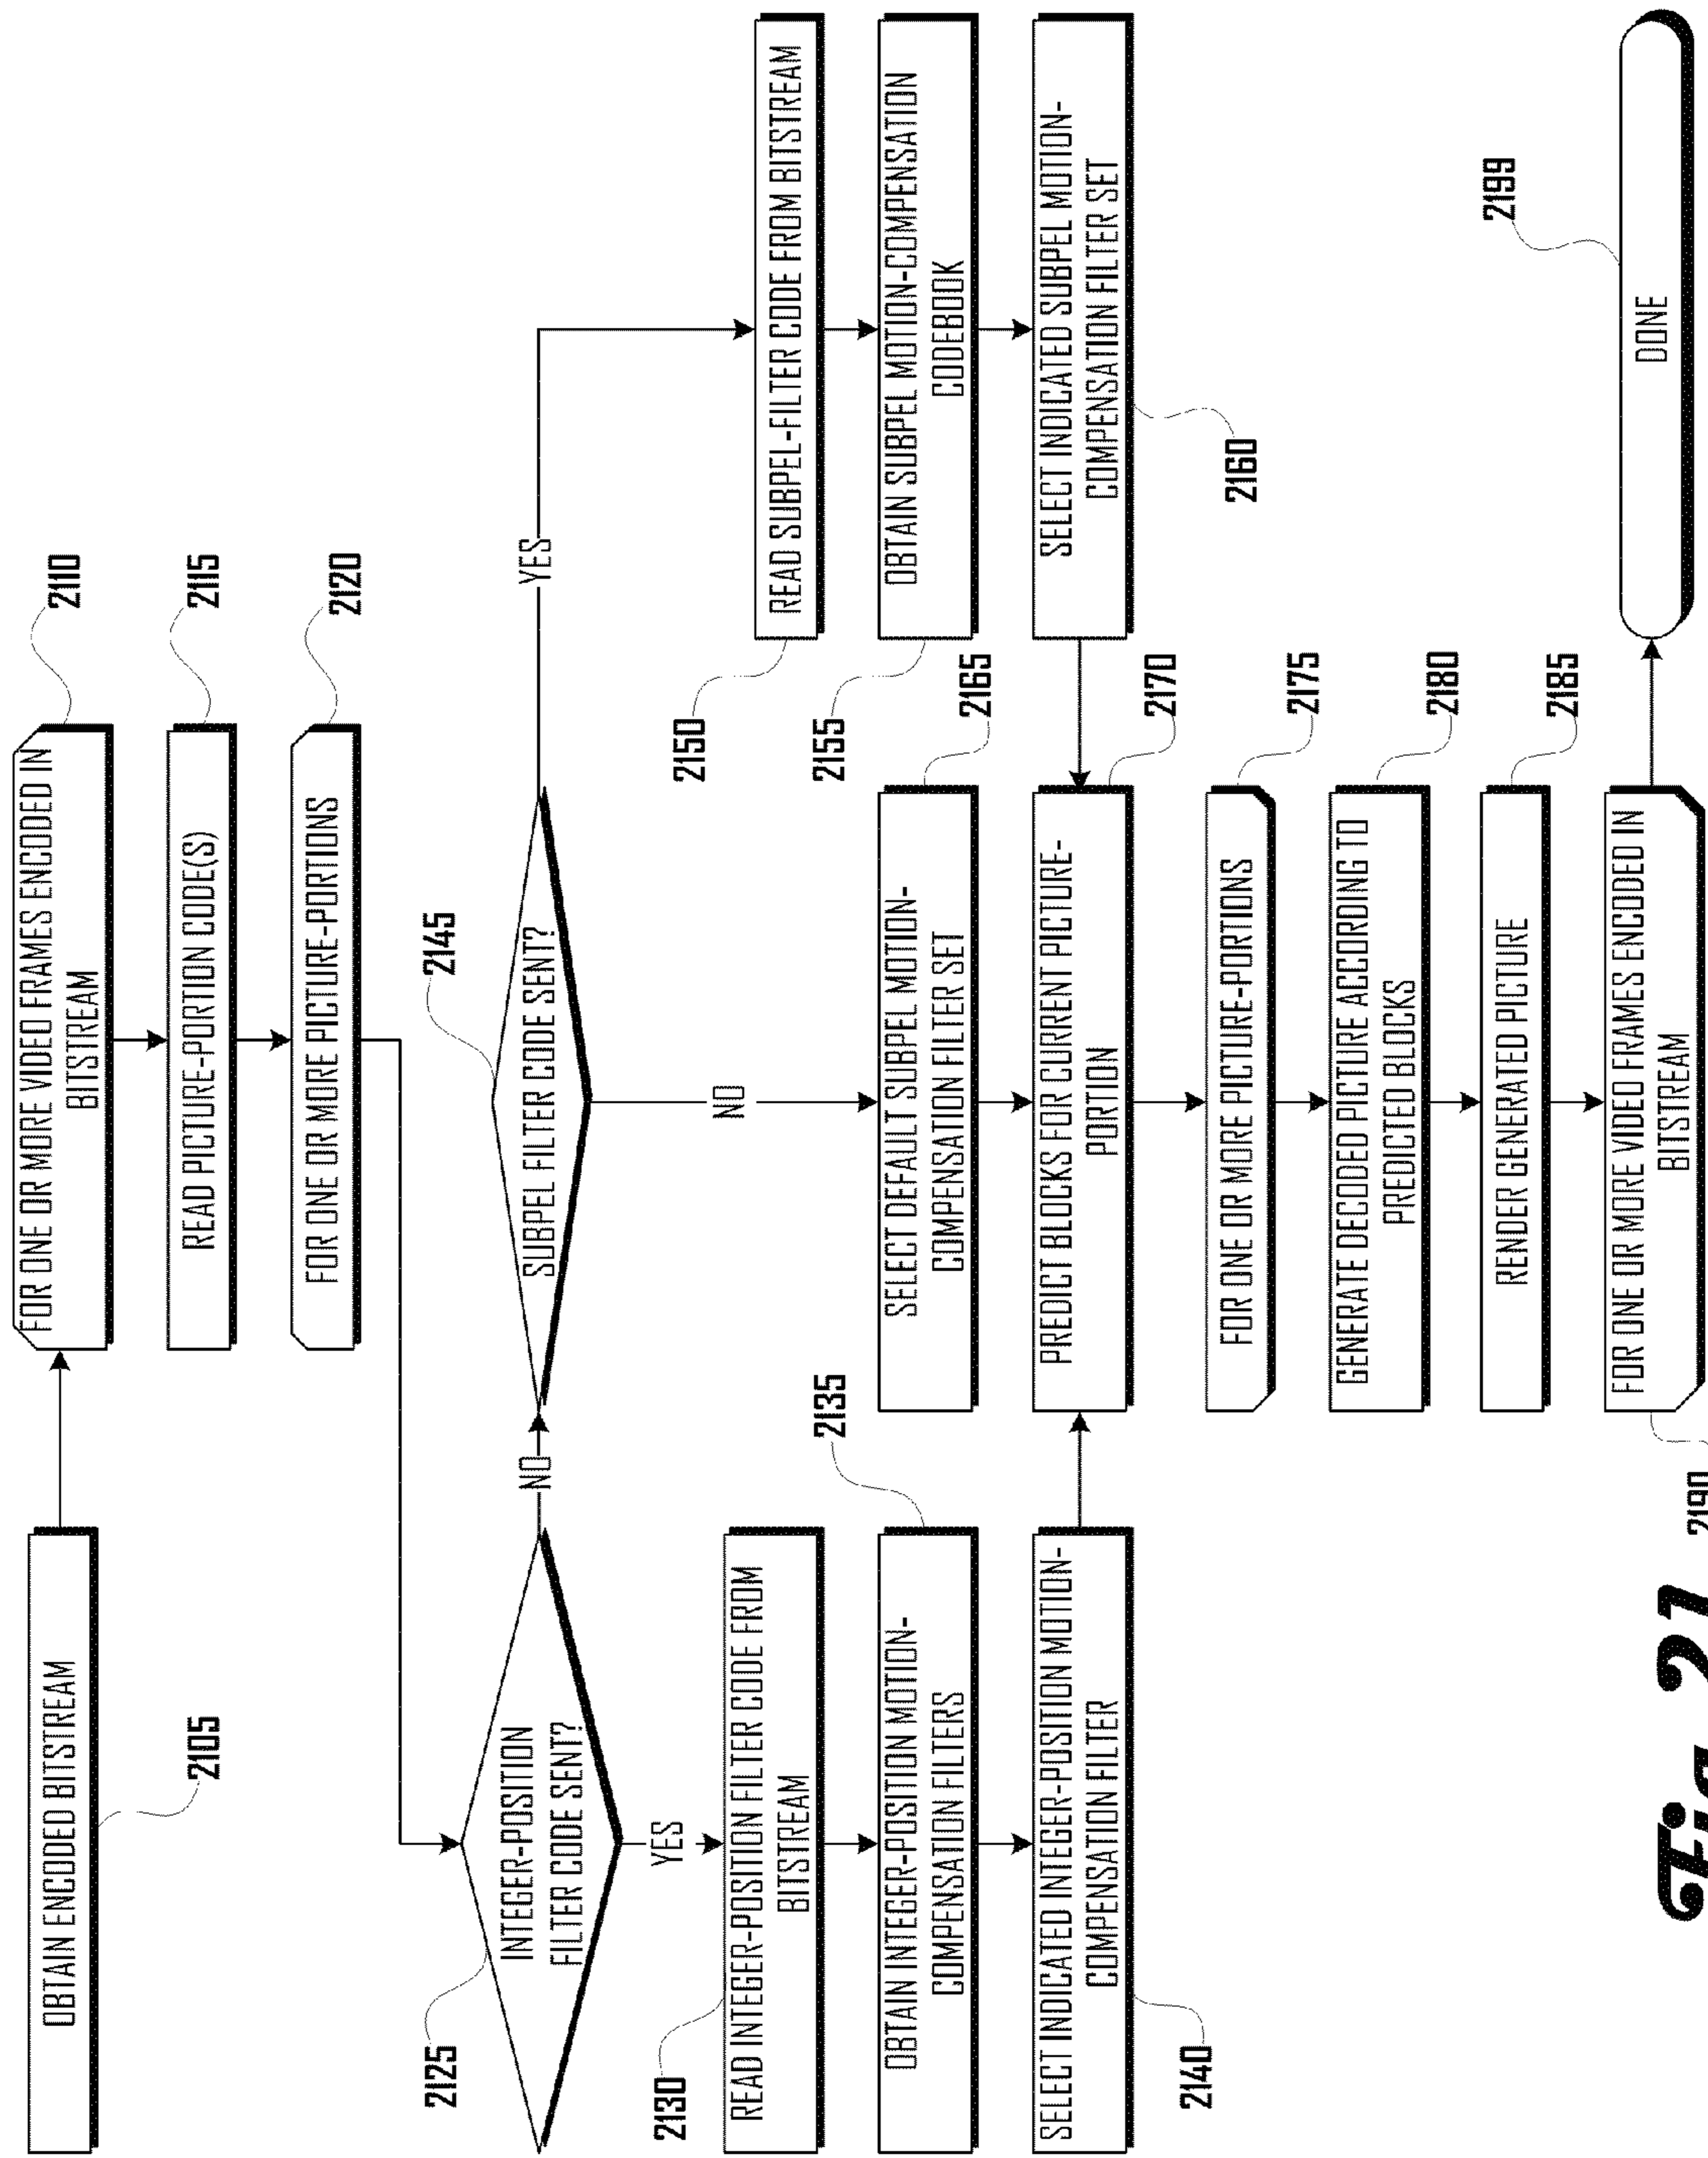 OBTAIN ENCODED BITSTREAM
2105
FOR ONE OR MORE VIDEO FRAMES ENCODED IN
BITSTREAM
2110
READ PICTURE-PORTION CODE(S)
2115
FOR ONE OR MORE PICTURE-PORTIONS
2120
2125
INTEGER-POSITION
FILTER CODE SENT?
NO
YES
2145
SUBPEL FILTER CODE SENT?
YES
NO
2130
READ INTEGER-POSITION FILTER CODE FROM
BITSTREAM
2135
OBTAIN INTEGER-POSITION MOTION-
COMPENSATION FILTERS
SELECT INDICATED INTEGER-POSITION MOTION-
COMPENSATION FILTER
2140
2150
READ SUBPEL-FILTER CODE FROM BITSTREAM
2155
OBTAIN SUBPEL MOTION-COMPENSATION
CODEBOOK
SELECT INDICATED SUBPEL MOTION-
COMPENSATION FILTER SET
2160
SELECT DEFAULT SUBPEL MOTION-
COMPENSATION FILTER SET
2165
PREDICT BLOCKS FOR CURRENT PICTURE-
PORTION
2170
FOR ONE OR MORE PICTURE-PORTIONS
2175
GENERATE DECODED PICTURE ACCORDING TO
PREDICTED BLOCKS
2180
RENDER GENERATED PICTURE
2185
FOR ONE OR MORE VIDEO FRAMES ENCODED IN
BITSTREAM
2190
DONE
2199
Fig. 21